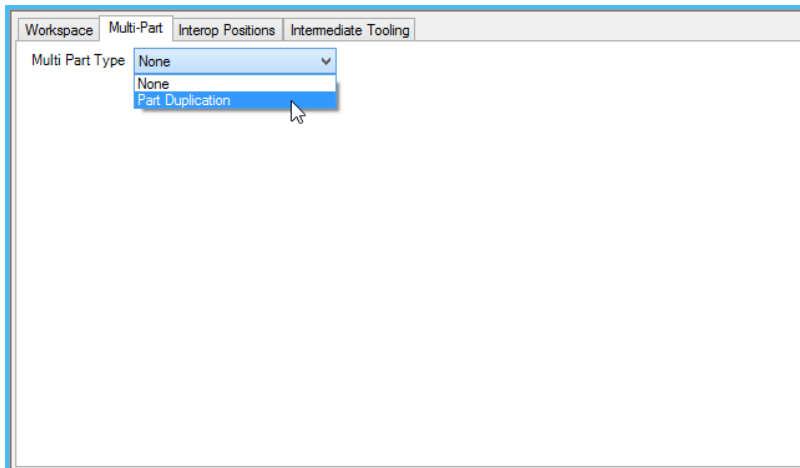 Workspace Multi-Part Interop Positions Intermediate Tooling
Multi Part Type None
None
Part Duplication